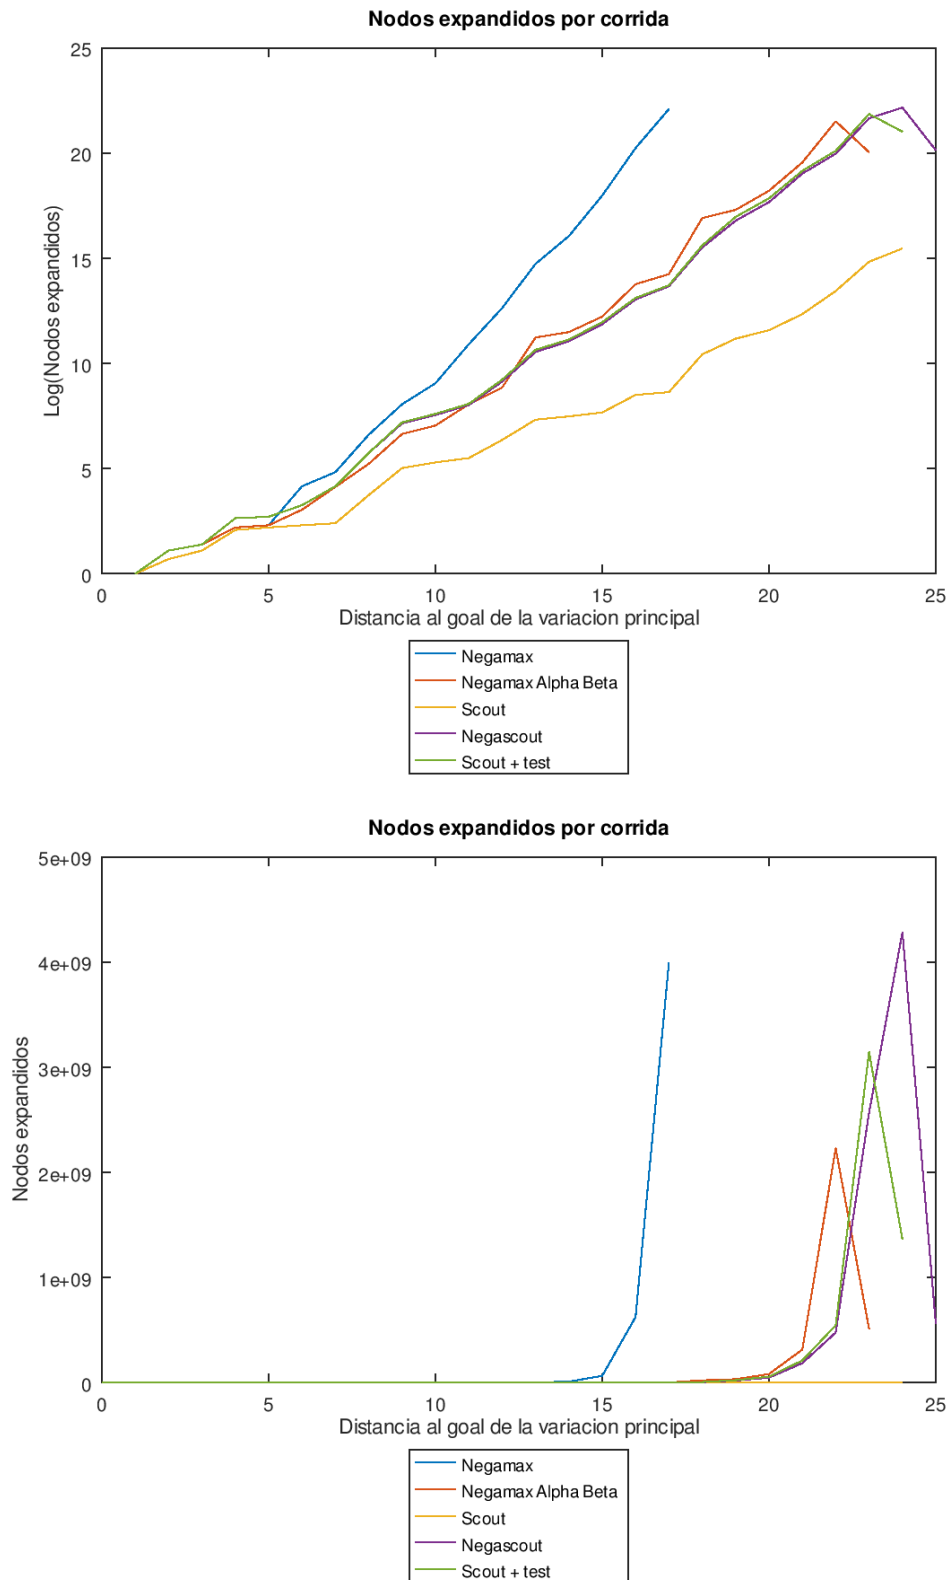 Nodos expandidos por corrida
25
20
15
10
5
0
Log(Nodos expandidos)
0 5 10 15 20 25
Distancia al goal de la variacion principal
Negamax
Negamax Alpha Beta
Scout
Negascout
Scout + test
Nodos expandidos por corrida
5e+09
4e+09
3e+09
2e+09
1e+09
0
Nodos expandidos
0 5 10 15 20 25
Distancia al goal de la variacion principal
Negamax
Negamax Alpha Beta
Scout
Negascout
Scout + test